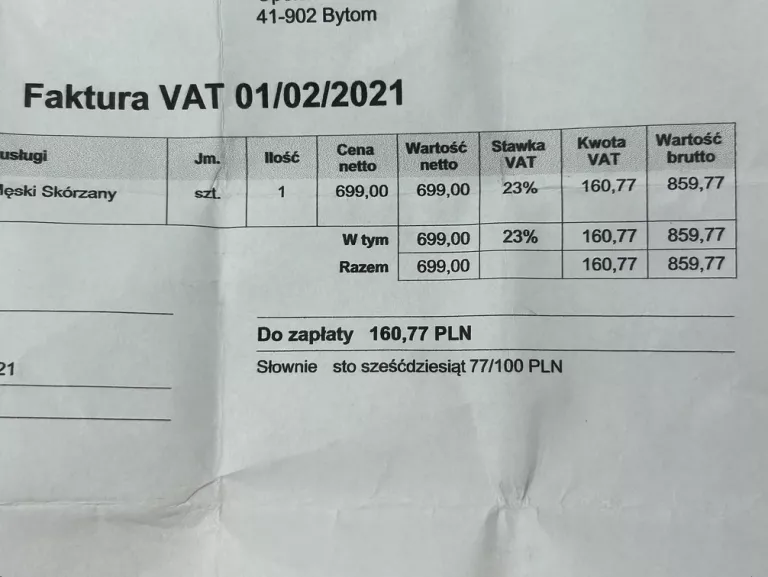 41-902 Bytom
Faktura VAT 01/02/2021
usługi Jm. Ilość Cena netto Wartość netto Stawka VAT Kwota VAT Wartość brutto
Męski Skórzany szt. 1 699,00 699,00 23% 160,77 859,77
W tym 699,00 23% 160,77 859,77
Razem 699,00 160,77 859,77
Do zapłaty 160,77 PLN
Słownie sto sześćdziesiąt 77/100 PLN
21